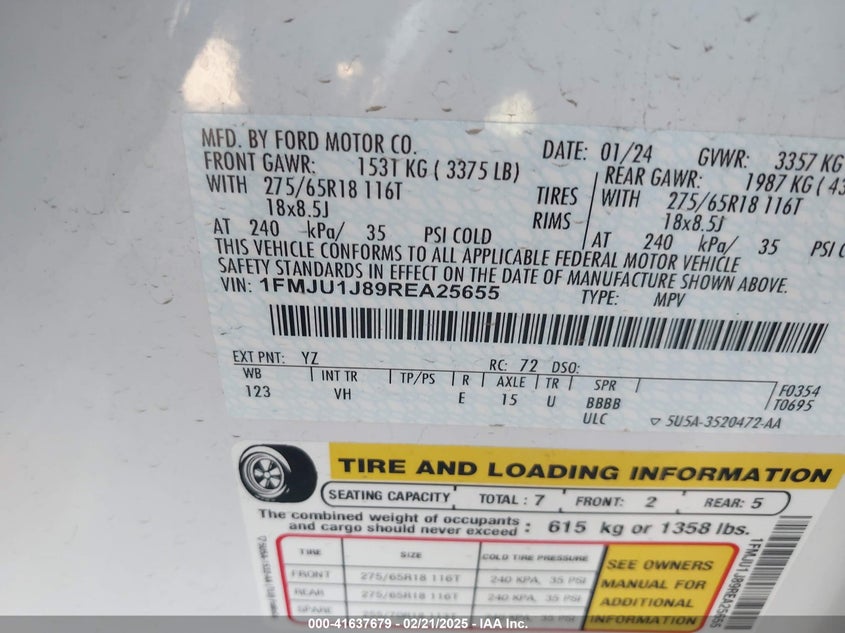 MFD. BY FORD MOTOR CO. DATE: 01/24 GVWR: 3357 KG
FRONT GAWR: 1531 KG ( 3375 LB) REAR GAWR: 1987 KG ( 43
WITH 275/65R18 116T TIRES WITH 275/65R18 116T
18x8.5J RIMS 18x8.5J
AT 240 kPa/ 35 PSI COLD AT 240 kPa/ 35 PSI C
THIS VEHICLE CONFORMS TO ALL APPLICABLE FEDERAL MOTOR VEHICLE
SAFETY STANDARDS IN EFFECT ON THE DATE OF MANUFACTURE SHOWN ABOVE.
VIN: 1FMJU1J89REA25655 TYPE: MPV
EXT PNT: YZ RC: 72 DSO:
WB INT TR TP/PS R AXLE TR SPR F0354
123 VH E 15 U BBBB T0695
ULC 5U5A-3520472-AA
TIRE AND LOADING INFORMATION
SEATING CAPACITY TOTAL : 7 FRONT: 2 REAR: 5
The combined weight of occupants
and cargo should never exceed : 615 kg or 1358 lbs.
TIRE SIZE COLD TIRE PRESSURE
FRONT 275/65R18 116T 240 KPA, 35 PSI
REAR 275/65R18 116T 240 KPA, 35 PSI
SPARE
SEE OWNERS
MANUAL FOR
ADDITIONAL
INFORMATION
1FMJU1J89REA25655
000-41637679 - 02/21/2025 - IAA Inc.